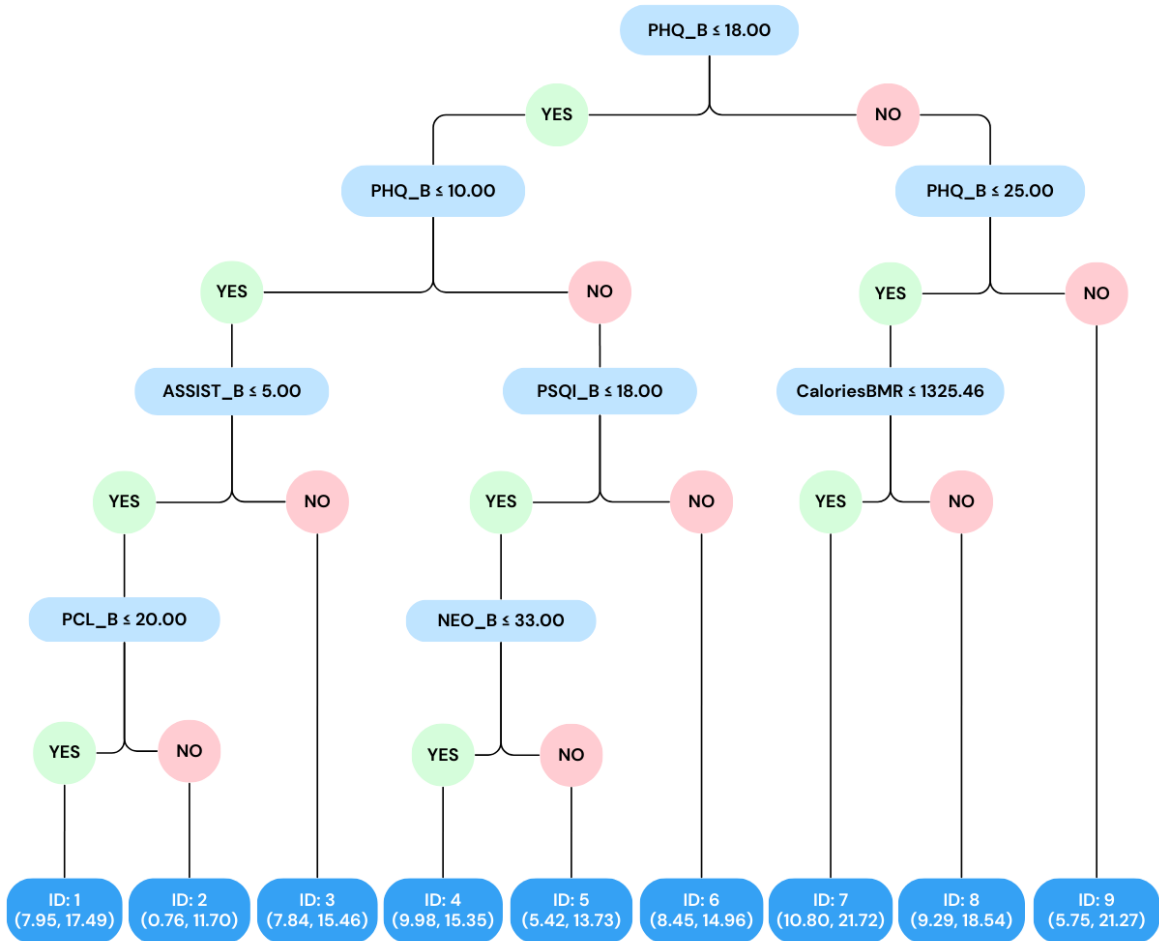 PHQ_B ≤ 18.00
YES
NO
PHQ_B ≤ 10.00
PHQ_B ≤ 25.00
YES
NO
YES
NO
ASSIST_B ≤ 5.00
PSQI_B ≤ 18.00
CaloriesBMR ≤ 1325.46
YES
NO
YES
NO
YES
NO
PCL_B ≤ 20.00
NEO_B ≤ 33.00
YES
NO
YES
NO
ID: 1
(7.95, 17.49)
ID: 2
(0.76, 11.70)
ID: 3
(7.84, 15.46)
ID: 4
(9.98, 15.35)
ID: 5
(5.42, 13.73)
ID: 6
(8.45, 14.96)
ID: 7
(10.80, 21.72)
ID: 8
(9.29, 18.54)
ID: 9
(5.75, 21.27)